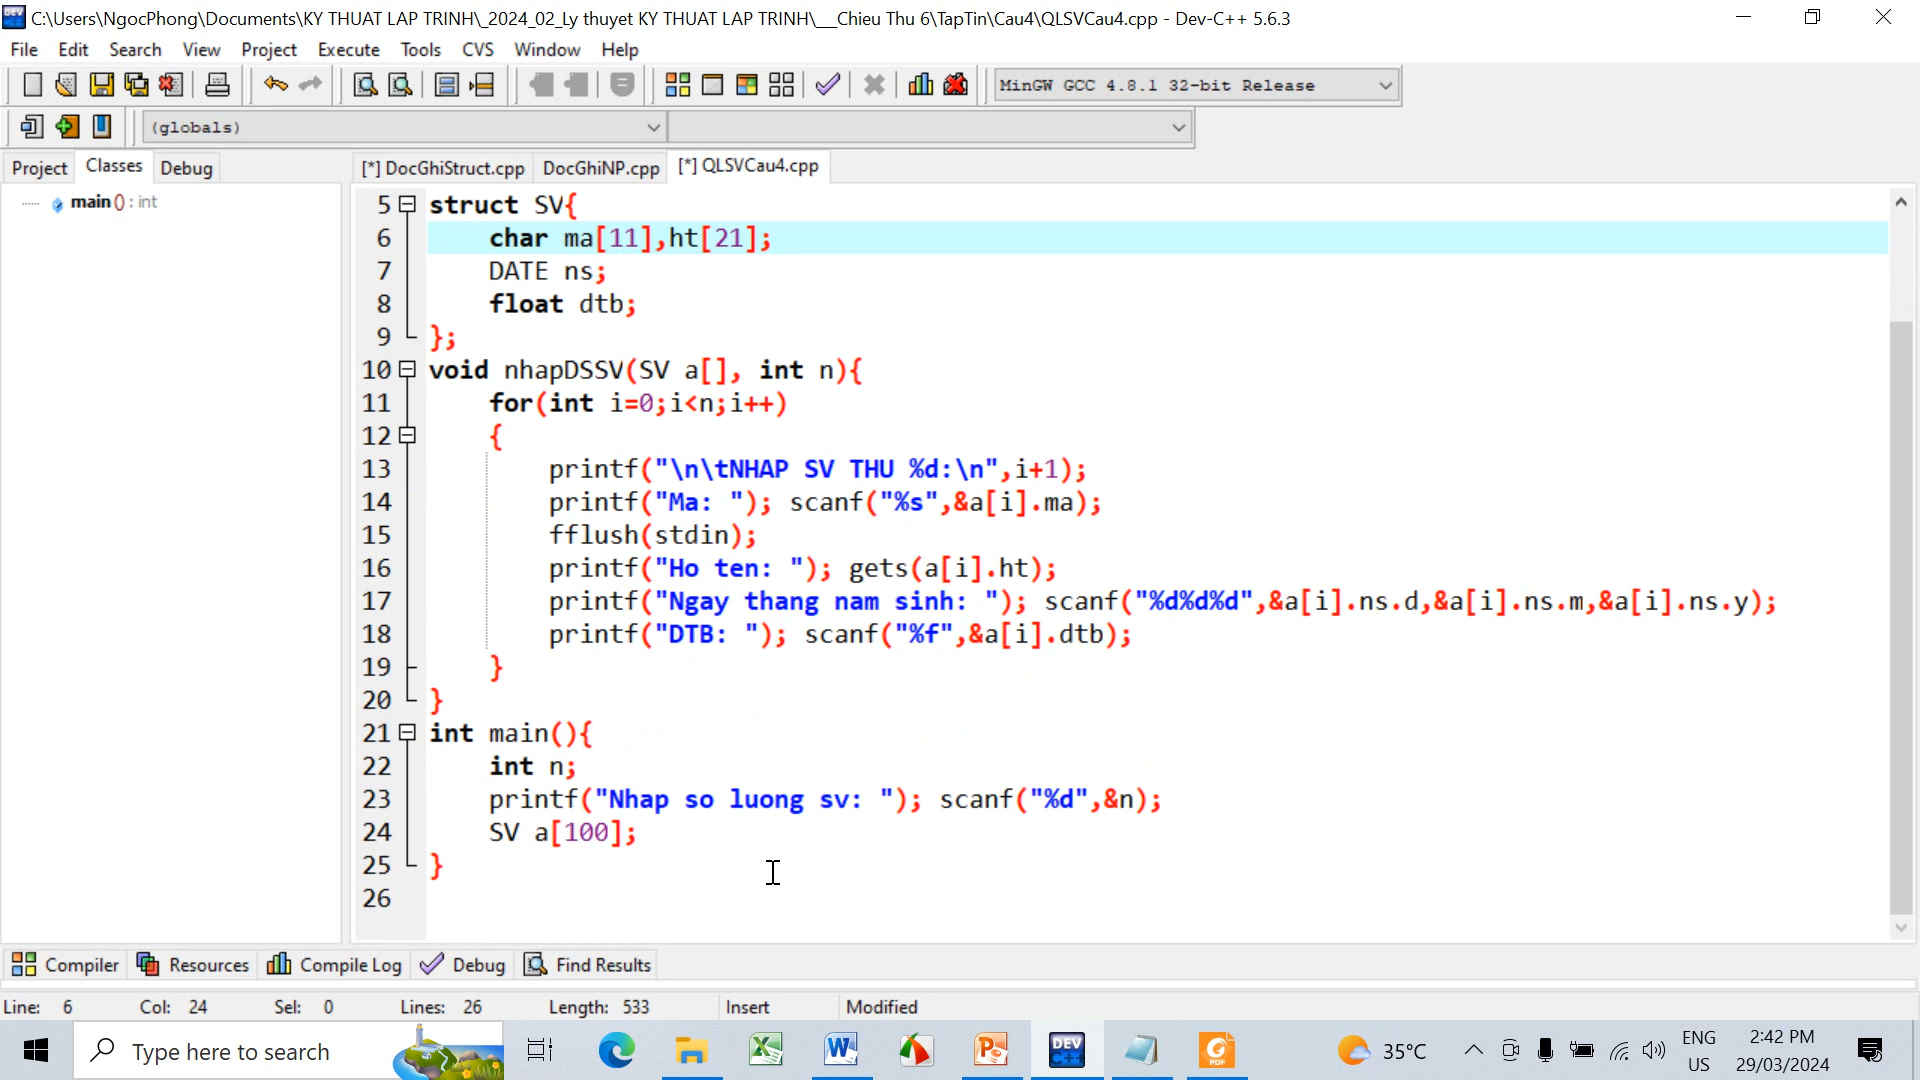 C:\Users\NgocPhong\Documents\KY THUAT LAP TRINH\_2024_02_Ly thuyet KY THUAT LAP TRINH\__Chieu Thu 6\TapTin\Cau4\QLSVCau4.cpp - Dev-C++ 5.6.3
File Edit Search View Project Execute Tools CVS Window Help
MinGW GCC 4.8.1 32-bit Release
(globals)
Project Classes Debug [*] DocGhiStruct.cpp DocGhiNP.cpp [*] QLSVCau4.cpp
main () : int
5 struct SV{
6 char ma[11],ht[21];
7 DATE ns;
8 float dtb;
9 };
10 void nhapDSSV(SV a[], int n){
11 for(int i=0;i<n;i++)
12 {
13 printf("\n\tNHAP SV THU %d:\n",i+1);
14 printf("Ma: "); scanf("%s",&a[i].ma);
15 fflush(stdin);
16 printf("Ho ten: "); gets(a[i].ht);
17 printf("Ngay thang nam sinh: "); scanf("%d%d%d",&a[i].ns.d,&a[i].ns.m,&a[i].ns.y);
18 printf("DTB: "); scanf("%f",&a[i].dtb);
19 }
20 }
21 int main(){
22 int n;
23 printf("Nhap so luong sv: "); scanf("%d",&n);
24 SV a[100];
25 }
26
Compiler Resources Compile Log Debug Find Results
Line: 6 Col: 24 Sel: 0 Lines: 26 Length: 533 Insert Modified
Type here to search
DEV C++
PDF
35°C
ENG
US
2:42 PM
29/03/2024